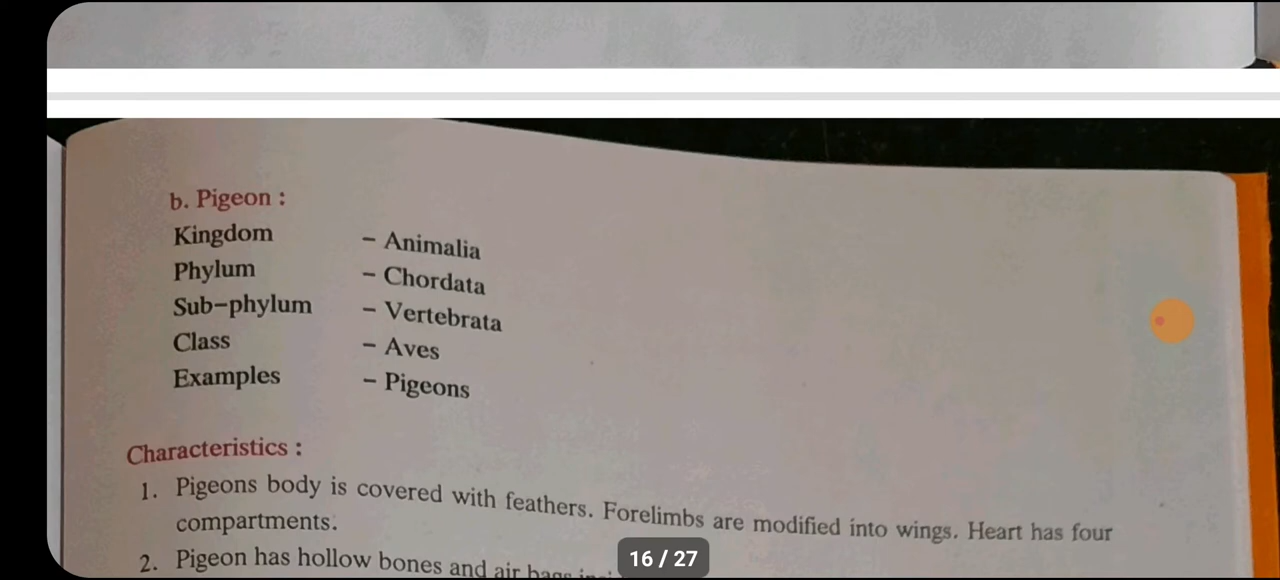 b. Pigeon :
Kingdom – Animalia
Phylum – Chordata
Sub-phylum – Vertebrata
Class – Aves
Examples – Pigeons
Characteristics :
1. Pigeons body is covered with feathers. Forelimbs are modified into wings. Heart has four
compartments.
2. Pigeon has hollow bones and air bags
16 / 27